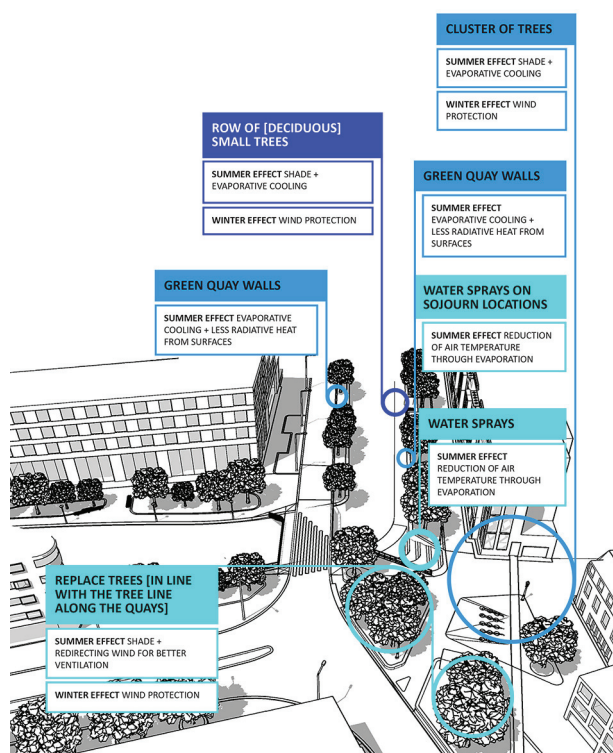 CLUSTER OF TREES
SUMMER EFFECT SHADE +
EVAPORATIVE COOLING
WINTER EFFECT WIND
PROTECTION
ROW OF [DECIDUOUS]
SMALL TREES
SUMMER EFFECT SHADE +
EVAPORATIVE COOLING
WINTER EFFECT WIND PROTECTION
GREEN QUAY WALLS
SUMMER EFFECT
EVAPORATIVE COOLING +
LESS RADIATIVE HEAT FROM
SURFACES
GREEN QUAY WALLS
SUMMER EFFECT EVAPORATIVE
COOLING + LESS RADIATIVE HEAT
FROM SURFACES
WATER SPRAYS ON
SOJOURN LOCATIONS
SUMMER EFFECT REDUCTION
OF AIR TEMPERATURE
THROUGH EVAPORATION
WATER SPRAYS
SUMMER EFFECT
REDUCTION OF AIR
TEMPERATURE THROUGH
EVAPORATION
REPLACE TREES [IN LINE
WITH THE TREE LINE
ALONG THE QUAYS]
SUMMER EFFECT SHADE +
REDIRECTING WIND FOR BETTER
VENTILATION
WINTER EFFECT WIND PROTECTION